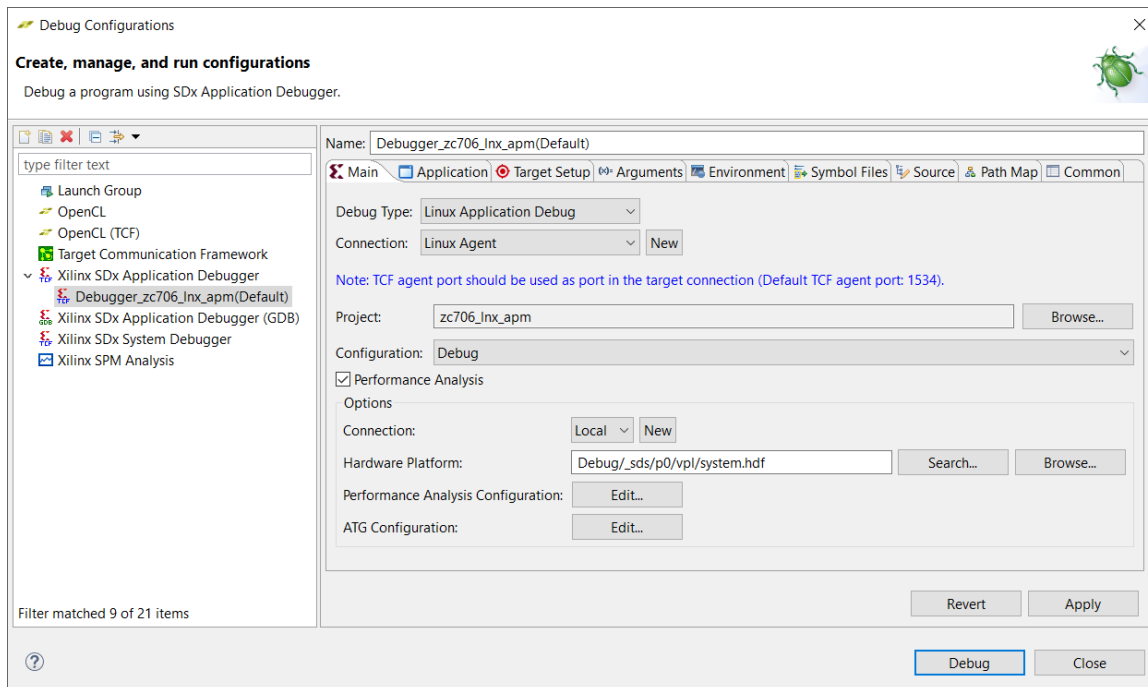 Debug Configurations
Create, manage, and run configurations
Debug a program using SDx Application Debugger.
type filter text
Launch Group
OpenCL
OpenCL (TCF)
Target Communication Framework
Xilinx SDx Application Debugger
Debugger_zc706_lnx_apm(Default)
Xilinx SDx Application Debugger (GDB)
Xilinx SDx System Debugger
Xilinx SPM Analysis
Filter matched 9 of 21 items
Name: Debugger_zc706_lnx_apm(Default)
Main Application Target Setup Arguments Environment Symbol Files Source Path Map Common
Debug Type: Linux Application Debug
Connection: Linux Agent New
Note: TCF agent port should be used as port in the target connection (Default TCF agent port: 1534).
Project: zc706_lnx_apm Browse...
Configuration: Debug
Performance Analysis
Options
Connection: Local New
Hardware Platform: Debug/_sds/p0/vpl/system.hdf Search... Browse...
Performance Analysis Configuration: Edit...
ATG Configuration: Edit...
Revert Apply
Debug Close